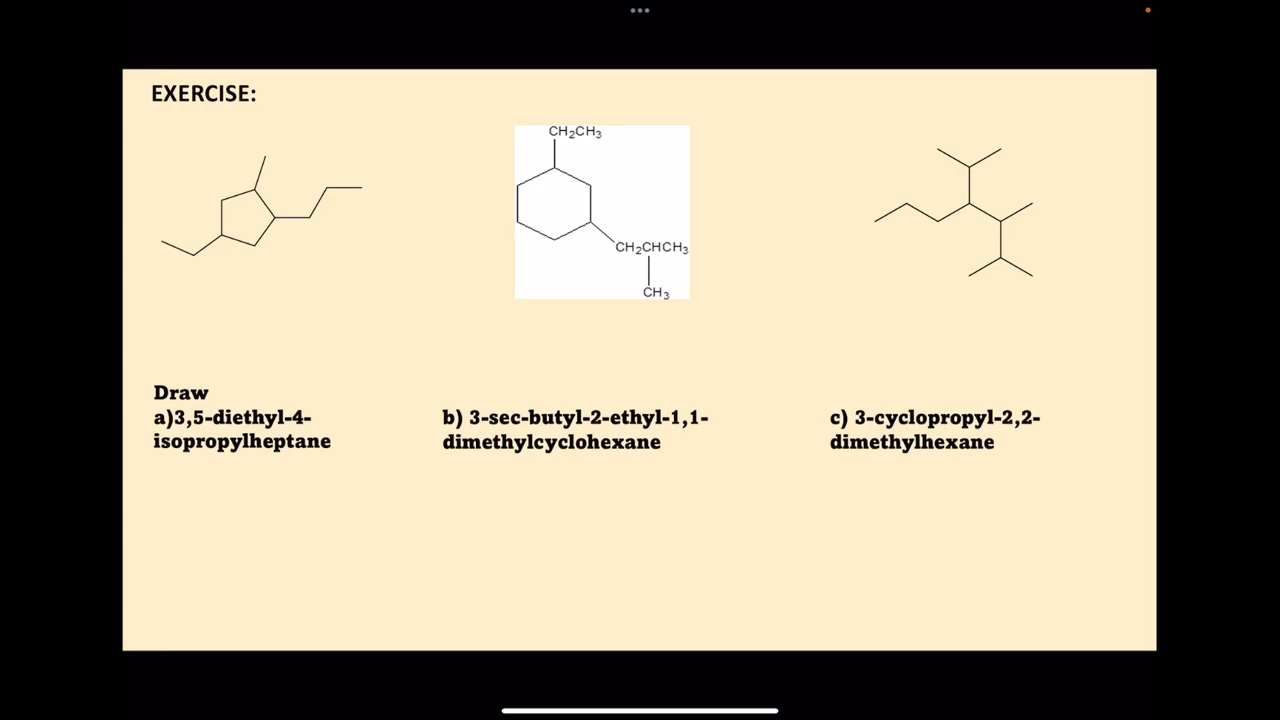 EXERCISE:
CH₂CH₃
CH₂CHCH₃
CH₃
Draw
a)3,5-diethyl-4-
isopropylheptane
b) 3-sec-butyl-2-ethyl-1,1-
dimethylcyclohexane
c) 3-cyclopropyl-2,2-
dimethylhexane